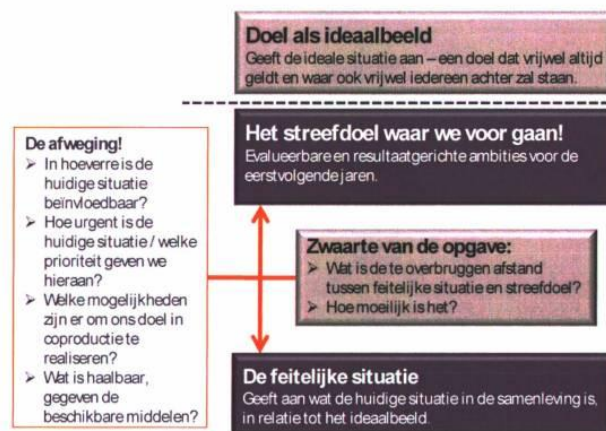 Doel als ideaalbeeld
Geeft de ideale situatie aan – een doel dat vrijwel altijd
geldt en waar ook vrijwel iedereen achter zal staan.
Het streefdoel waar we voor gaan!
Evalueerbare en resultaatgerichte ambities voor de
eerstvolgende jaren.
De afweging!
➢ In hoeverre is de
huidige situatie
beïnvloedbaar?
➢ Hoe urgent is de
huidige situatie / welke
prioriteit geven we
hieraan?
➢ Welke mogelijkheden
zijn er om ons doel in
coproductie te
realiseren?
➢ Wat is haalbaar,
gegeven de
beschikbare middelen?
Zwaarte van de opgave:
➢ Wat is de te overbruggen afstand
tussen feitelijke situatie en streefdoel?
➢ Hoe moeilijk is het?
De feitelijke situatie
Geeft aan wat de huidige situatie in de samenleving is,
in relatie tot het ideaalbeeld.